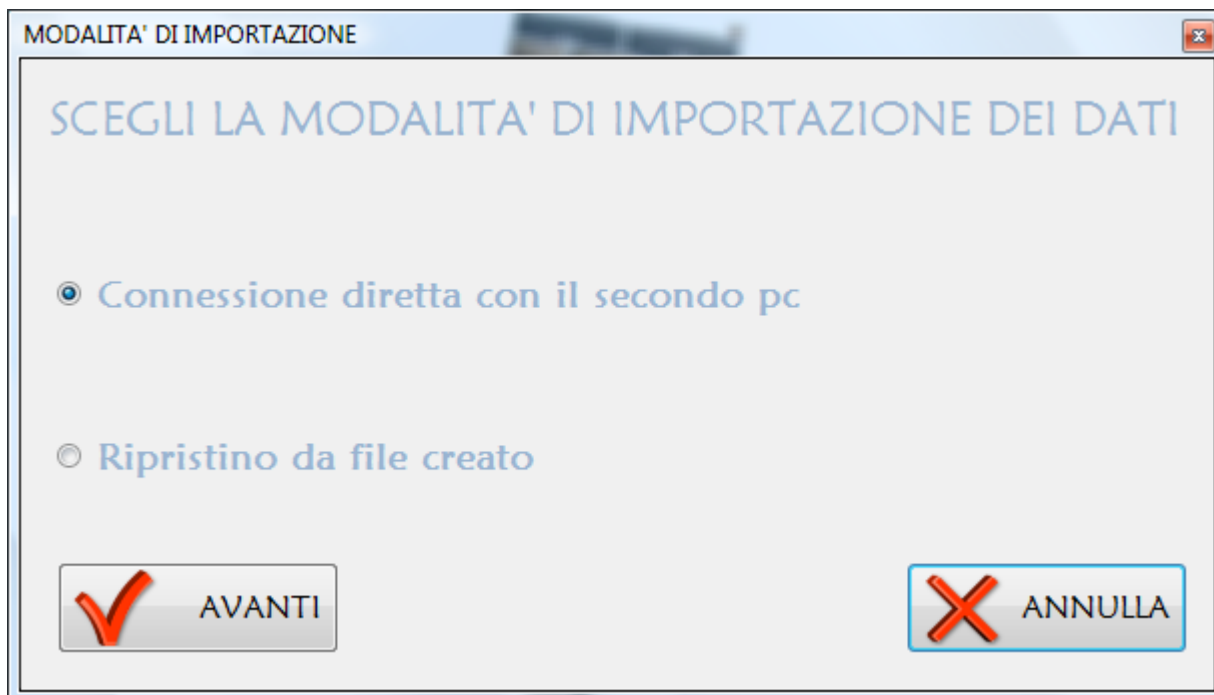 MODALITA' DI IMPORTAZIONE
SCEGLI LA MODALITA' DI IMPORTAZIONE DEI DATI
Connessione diretta con il secondo pc
Ripristino da file creato
AVANTI
ANNULLA